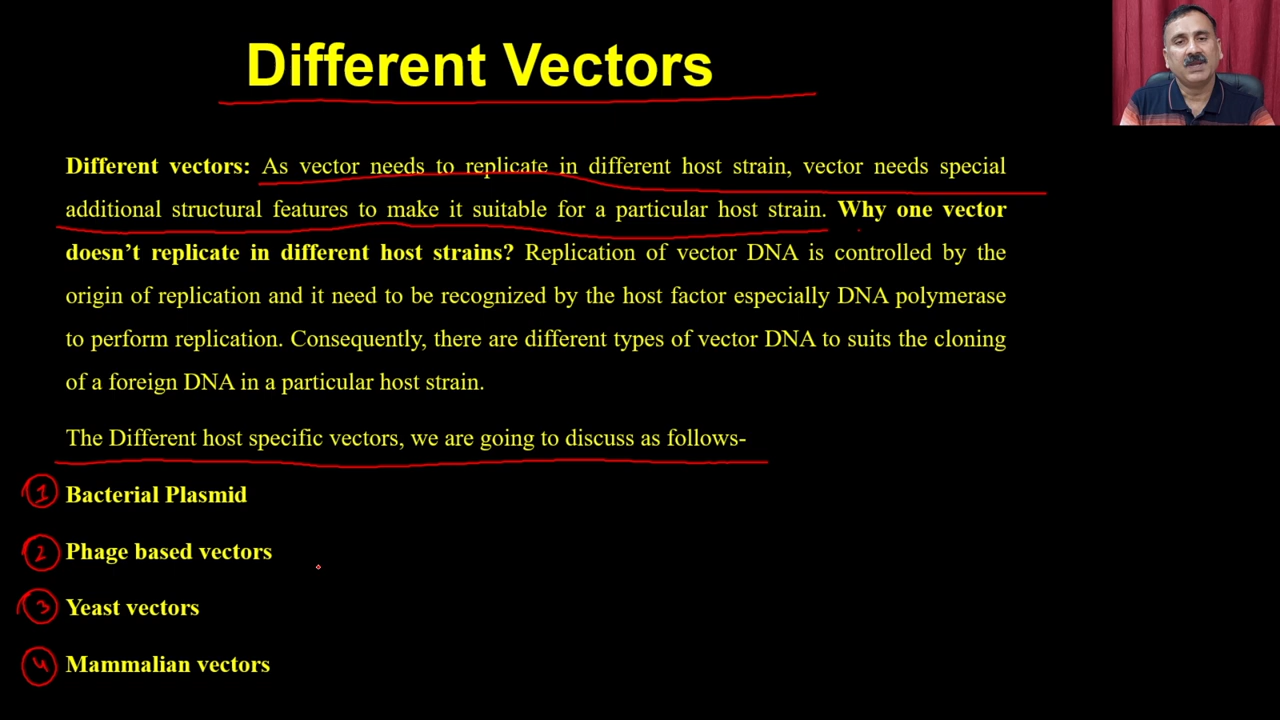 Different Vectors
Different vectors: As vector needs to replicate in different host strain, vector needs special
additional structural features to make it suitable for a particular host strain. Why one vector
doesn’t replicate in different host strains? Replication of vector DNA is controlled by the
origin of replication and it need to be recognized by the host factor especially DNA polymerase
to perform replication. Consequently, there are different types of vector DNA to suits the cloning
of a foreign DNA in a particular host strain.
The Different host specific vectors, we are going to discuss as follows-
1 Bacterial Plasmid
2 Phage based vectors
3 Yeast vectors
4 Mammalian vectors